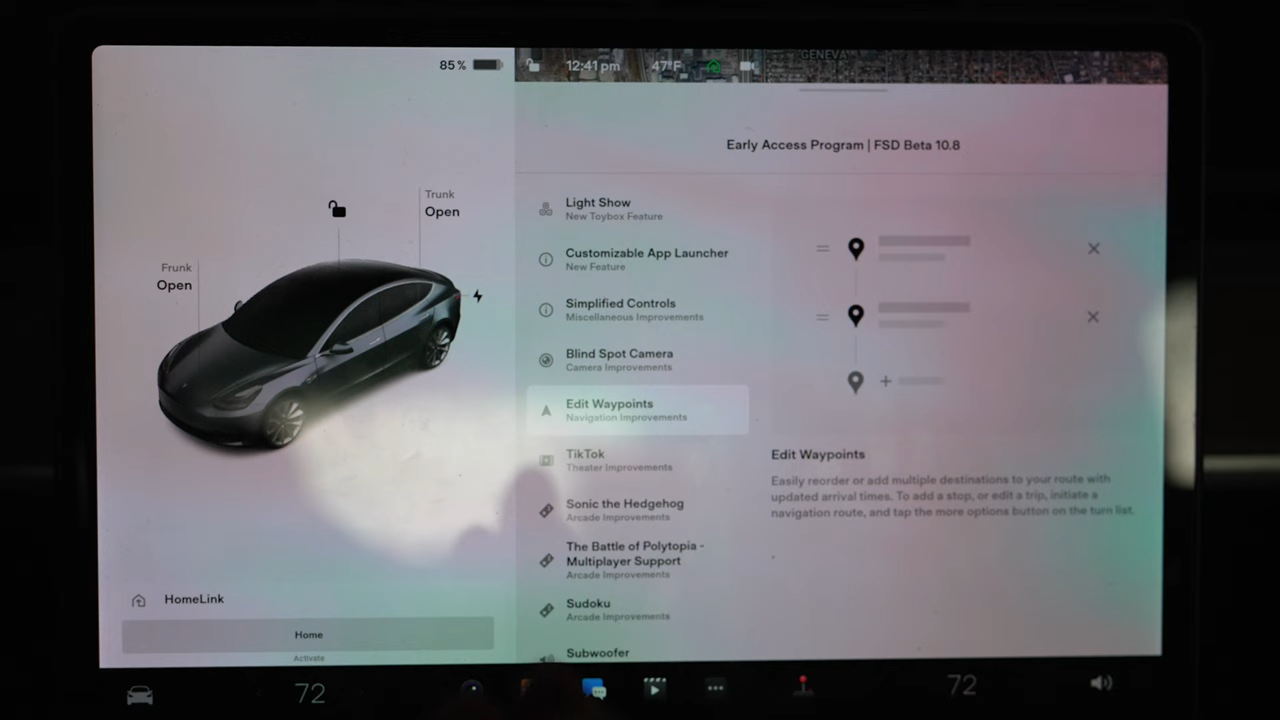 85%
12:41 pm
47°F
GENEVA
Early Access Program | FSD Beta 10.8
Trunk
Open
Frunk
Open
HomeLink
Home
Activate
Light Show
New Toybox Feature
Customizable App Launcher
New Feature
Simplified Controls
Miscellaneous Improvements
Blind Spot Camera
Camera Improvements
Edit Waypoints
Navigation Improvements
TikTok
Theater Improvements
Sonic the Hedgehog
Arcade Improvements
The Battle of Polytopia -
Multiplayer Support
Arcade Improvements
Sudoku
Arcade Improvements
Subwoofer
Edit Waypoints
Easily reorder or add multiple destinations to your route with
updated arrival times. To add a stop, or edit a trip, initiate a
navigation route, and tap the more options button on the turn list.
72
72